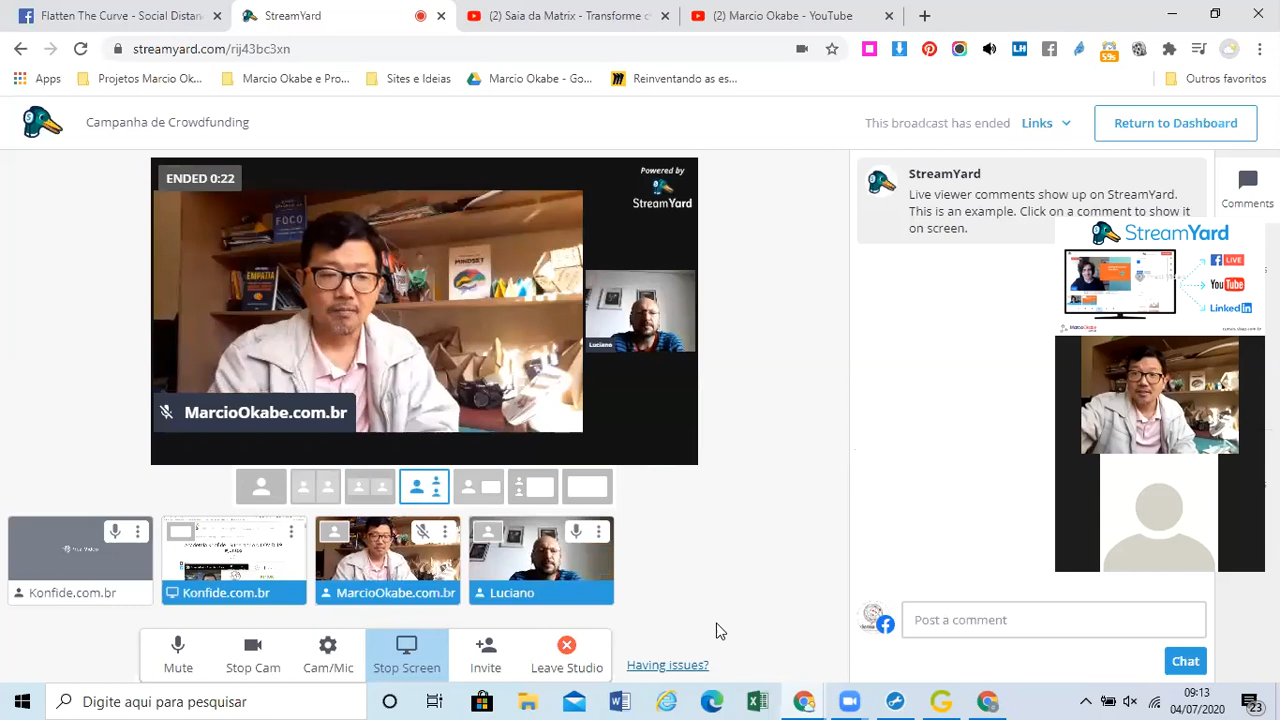 Flatten The Curve - Social Distanc
StreamYard
(2) Saia da Matrix - Transforme c
(2) Marcio Okabe - YouTube
streamyard.com/rij43bc3xn
LH
59s
Apps
Projetos Marcio Ok...
Marcio Okabe e Pro...
Sites e Ideias
Marcio Okabe - Go...
Reinventando as es...
Outros favoritos
Campanha de Crowdfunding
This broadcast has ended
Links
Return to Dashboard
ENDED 0:22
Powered by
StreamYard
FOCO
EMPATIA
MINDSET
Luciano
MarcioOkabe.com.br
StreamYard
Live viewer comments show up on StreamYard.
This is an example. Click on a comment to show it
on screen.
Comments
StreamYard
LIVE
YouTube
Linkedin
Konfide.com.br
Konfide.com.br
MarcioOkabe.com.br
Luciano
Post a comment
Chat
Mute
Stop Cam
Cam/Mic
Stop Screen
Invite
Leave Studio
Having issues?
Digite aqui para pesquisar
09:13
04/07/2020
23